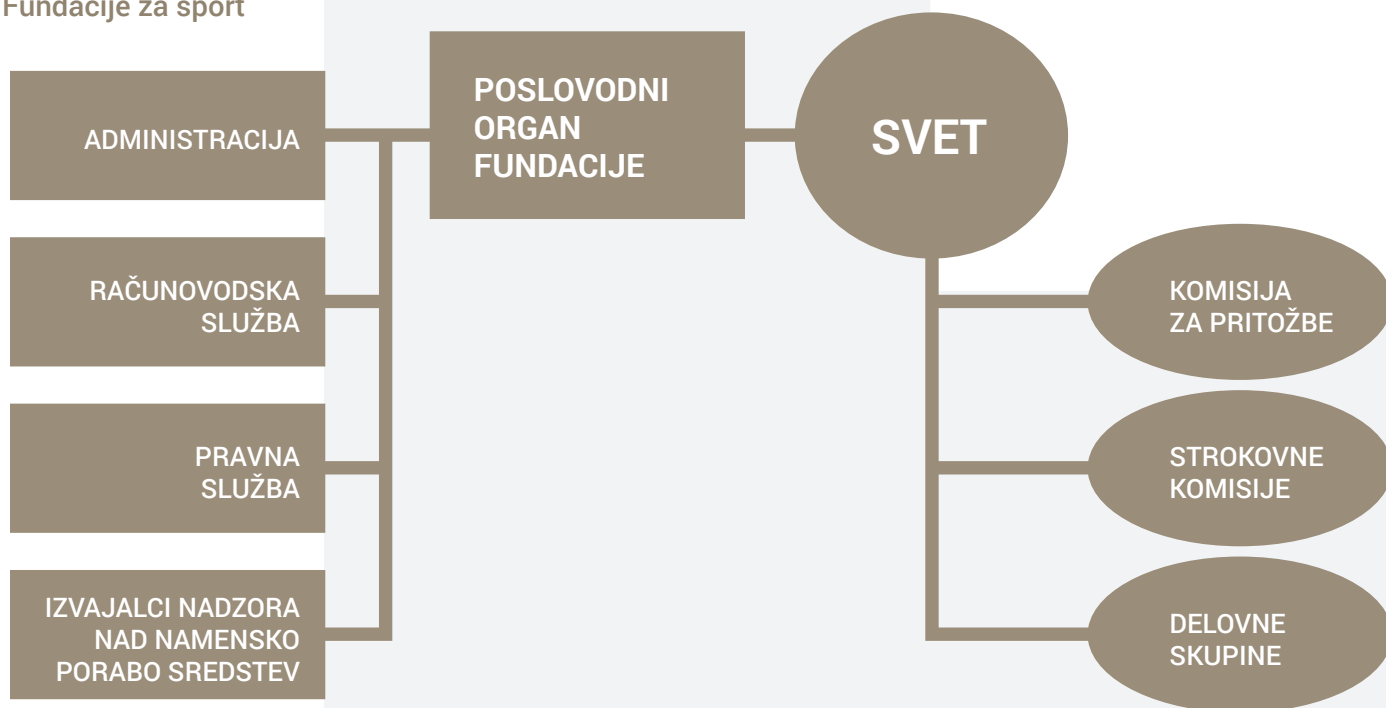 Fundacije za šport
ADMINISTRACIJA
POSLOVODNI
ORGAN
FUNDACIJE
SVET
RAČUNOVODSKA
SLUŽBA
KOMISIJA
ZA PRITOŽBE
PRAVNA
SLUŽBA
STROKOVNE
KOMISIJE
IZVAJALCI NADZORA
NAD NAMENSKO
PORABO SREDSTEV
DELOVNE
SKUPINE